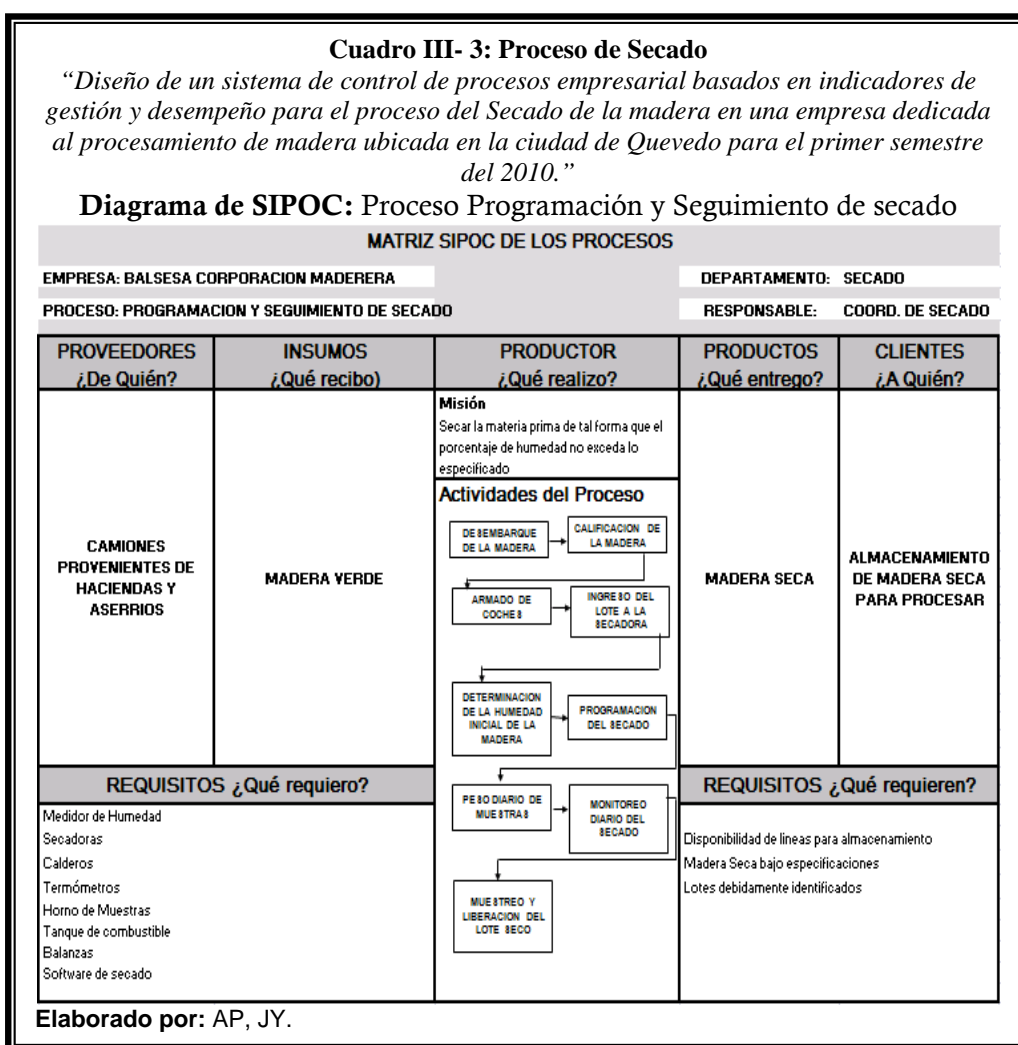 Cuadro III- 3: Proceso de Secado
“Diseño de un sistema de control de procesos empresarial basados en indicadores de
gestión y desempeño para el proceso del Secado de la madera en una empresa dedicada
al procesamiento de madera ubicada en la ciudad de Quevedo para el primer semestre
del 2010.”
Diagrama de SIPOC: Proceso Programación y Seguimiento de secado
MATRIZ SIPOC DE LOS PROCESOS
EMPRESA: BALSESA CORPORACION MADERERA
DEPARTAMENTO: SECADO
PROCESO: PROGRAMACION Y SEGUIMIENTO DE SECADO
RESPONSABLE: COORD. DE SECADO
PROVEEDORES
¿De Quién?
INSUMOS
¿Qué recibo)
PRODUCTOR
¿Qué realizo?
PRODUCTOS
¿Qué entrego?
CLIENTES
¿A Quién?
CAMIONES
PROVENIENTES DE
HACIENDAS Y
ASERRIOS
MADERA VERDE
Misión
Secar la materia prima de tal forma que el
porcentaje de humedad no exceda lo
especificado
Actividades del Proceso
DESEMBARQUE
DE LA MADERA
CALIFICACION DE
LA MADERA
ARMADO DE
COCHES
INGRESO DEL
LOTE A LA
SECADORA
DETERMINACION
DE LA HUMEDAD
INICIAL DE LA
MADERA
PROGRAMACION
DEL SECADO
PESO DIARIO DE
MUESTRAS
MONITOREO
DIARIO DEL
SECADO
MUESTREO Y
LIBERACION DEL
LOTE SECO
MADERA SECA
ALMACENAMIENTO
DE MADERA SECA
PARA PROCESAR
REQUISITOS ¿Qué requiero?
Medidor de Humedad
Secadoras
Calderos
Termómetros
Horno de Muestras
Tanque de combustible
Balanzas
Software de secado
REQUISITOS ¿Qué requieren?
Disponibilidad de lineas para almacenamiento
Madera Seca bajo especificaciones
Lotes debidamente identificados
Elaborado por: AP, JY.